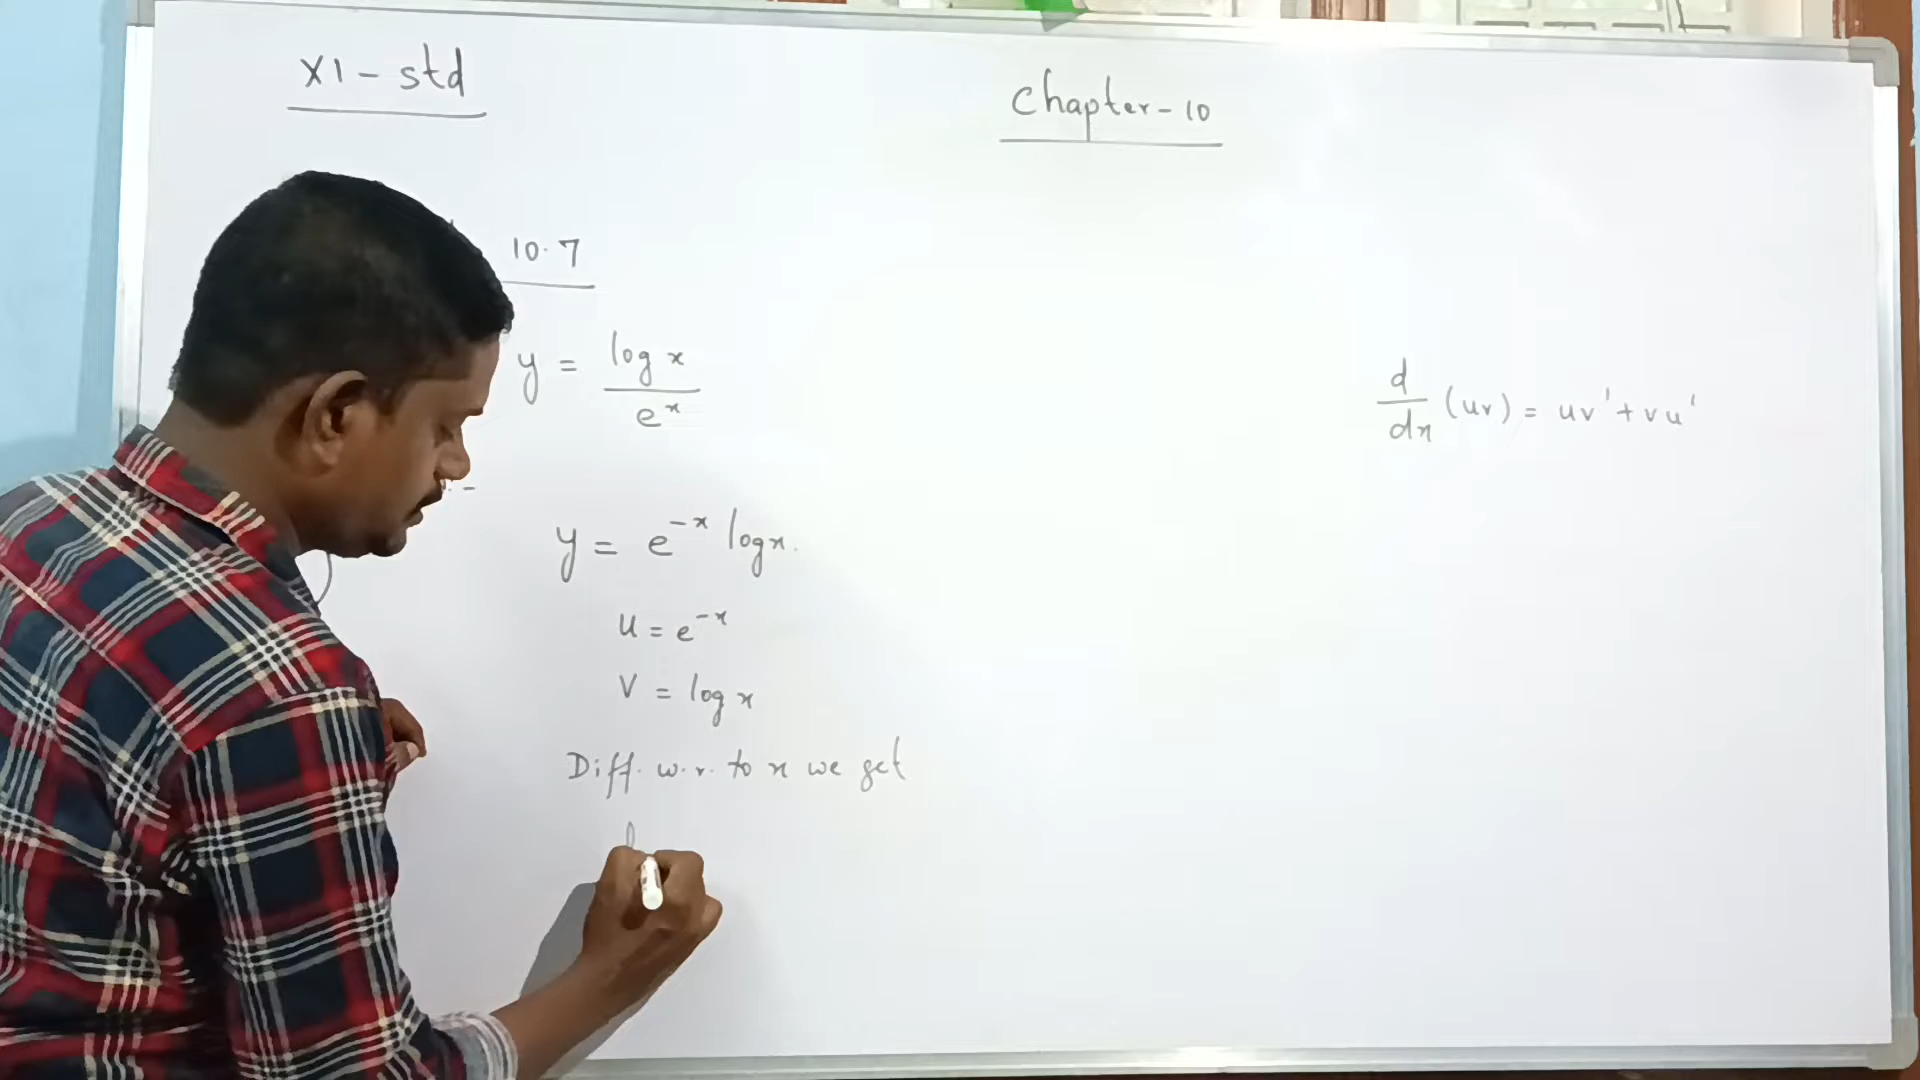 XI - std
Chapter - 10
10.7
y = log x / e^x
d/dx (uv) = uv' + vu'
y = e^-x log x.
u = e^-x
v = log x
Diff. w.r. to x we get